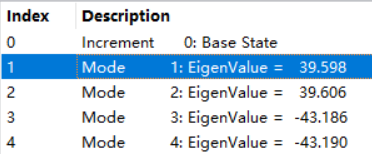 Index Description
0 Increment 0: Base State
1 Mode 1: EigenValue = 39.598
2 Mode 2: EigenValue = 39.606
3 Mode 3: EigenValue = -43.186
4 Mode 4: EigenValue = -43.190